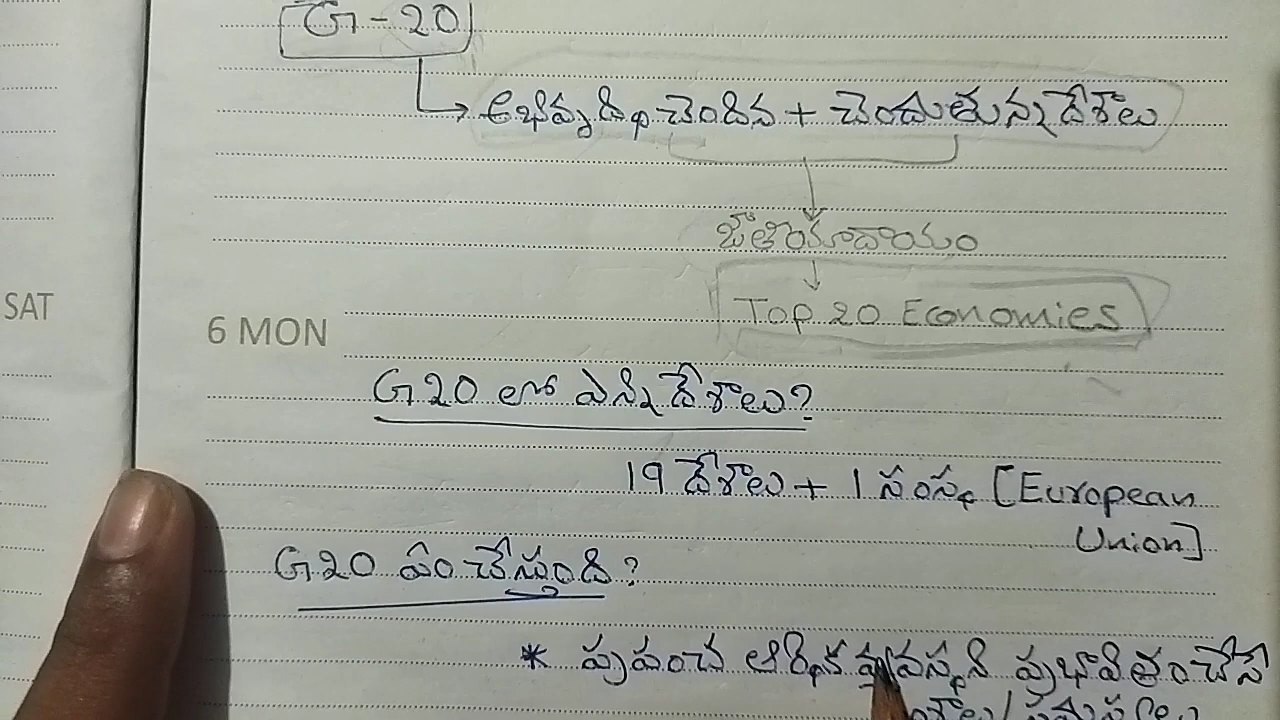 G-20
అభివృద్ధి చెందిన + చెందుతున్న దేశాలు
జాతీయాదాయం
Top 20 Economies
SAT
6 MON
G20 లో ఎన్ని దేశాలు?
19 దేశాలు + 1 సంస్థ [European
Union]
G20 ఏం చేస్తుంది?
* ప్రపంచ ఆర్థిక వ్యవస్థని ప్రభావితం చేసే